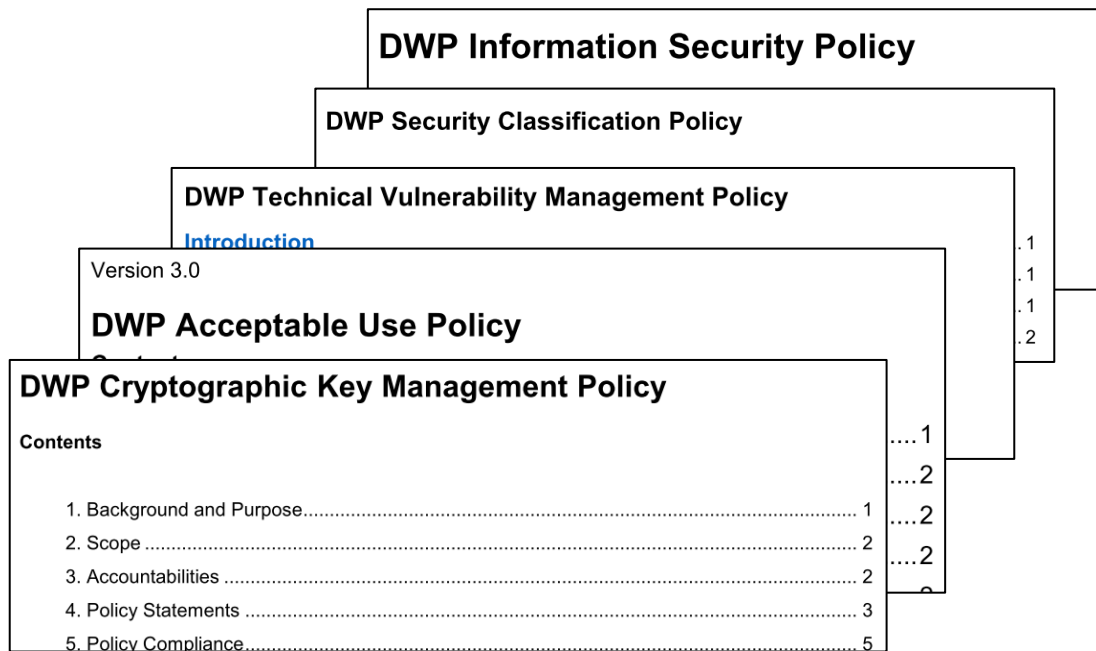 DWP Information Security Policy
DWP Security Classification Policy
DWP Technical Vulnerability Management Policy
Introduction
..1
..1
..1
..2
Version 3.0
DWP Acceptable Use Policy
....1
....2
....2
....2
DWP Cryptographic Key Management Policy
Contents
1. Background and Purpose.......................................................... 1
2. Scope .......................................................... 2
3. Accountabilities .......................................................... 2
4. Policy Statements .......................................................... 3
5. Policy Compliance.......................................................... 5